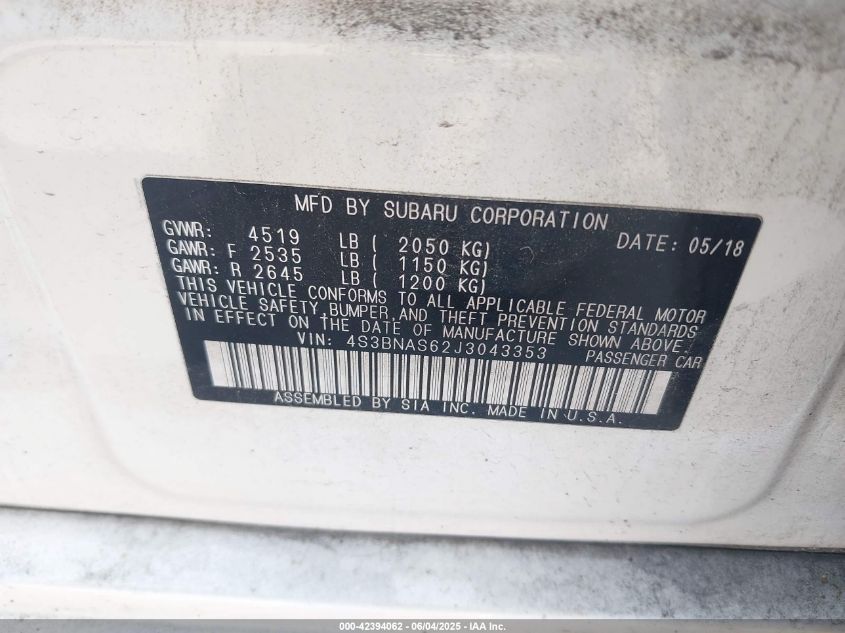 MFD BY SUBARU CORPORATION
GVWR: 4519 LB ( 2050 KG) DATE: 05/18
GAWR: F 2535 LB ( 1150 KG)
GAWR: R 2645 LB ( 1200 KG)
THIS VEHICLE CONFORMS TO ALL APPLICABLE FEDERAL MOTOR
VEHICLE SAFETY, BUMPER, AND THEFT PREVENTION STANDARDS
IN EFFECT ON THE DATE OF MANUFACTURE SHOWN ABOVE.
VIN: 4S3BNAS62J3043353 PASSENGER CAR
ASSEMBLED BY SIA INC. MADE IN U.S.A.
000-42394062 - 06/04/2025 - IAA Inc.